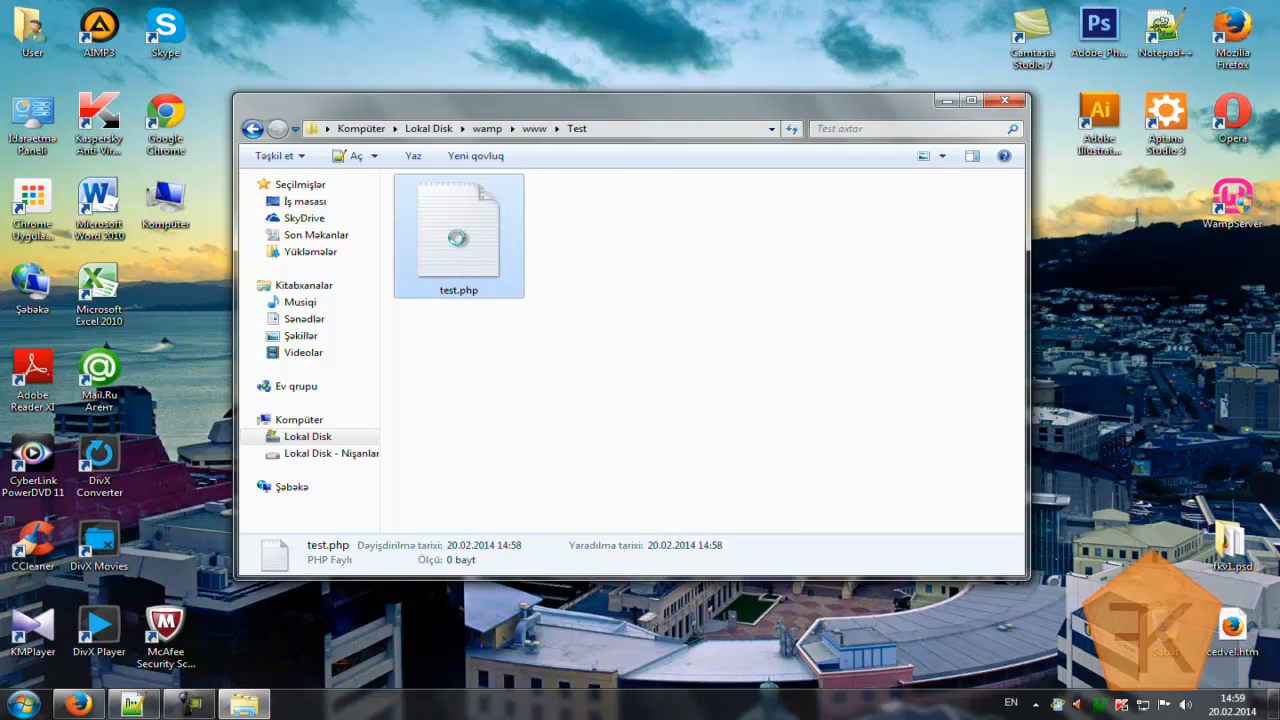 User
AIMP3
Skype
Camtasia
Studio 7
Ps
Adobe_Ph...
Notepad++
Mozilla
Firefox
İdarəetmə
Paneli
Kaspersky
Anti-Vir...
Google
Chrome
Ai
Adobe
Illustrat...
Aptana
Studio 3
Opera
Chrome
Uygula...
Microsoft
Word 2010
Kompüter
WampServer
Şəbəkə
Microsoft
Excel 2010
Adobe
Reader XI
Mail.Ru
Агент
CyberLink
PowerDVD 11
DivX
Converter
CCleaner
DivX Movies
KMPlayer
DivX Player
McAfee
Security Sc...
Kompüter
Lokal Disk
wamp
www
Test
Test axtar
Təşkil et
Aç
Yaz
Yeni qovluq
Seçilmişlər
İş masası
SkyDrive
Son Məkanlar
Yükləmələr
Kitabxanalar
Musiqi
Sənədlər
Şəkillər
Videolar
Ev qrupu
Kompüter
Lokal Disk
Lokal Disk - Nişanlar
Şəbəkə
test.php
test.php Dəyişdirilmə tarixi: 20.02.2014 14:58 Yaradılma tarixi: 20.02.2014 14:58
PHP Faylı Ölçü: 0 bayt
fkv1.psd
cedvel.htm
FK
EN
14:59
20.02.2014